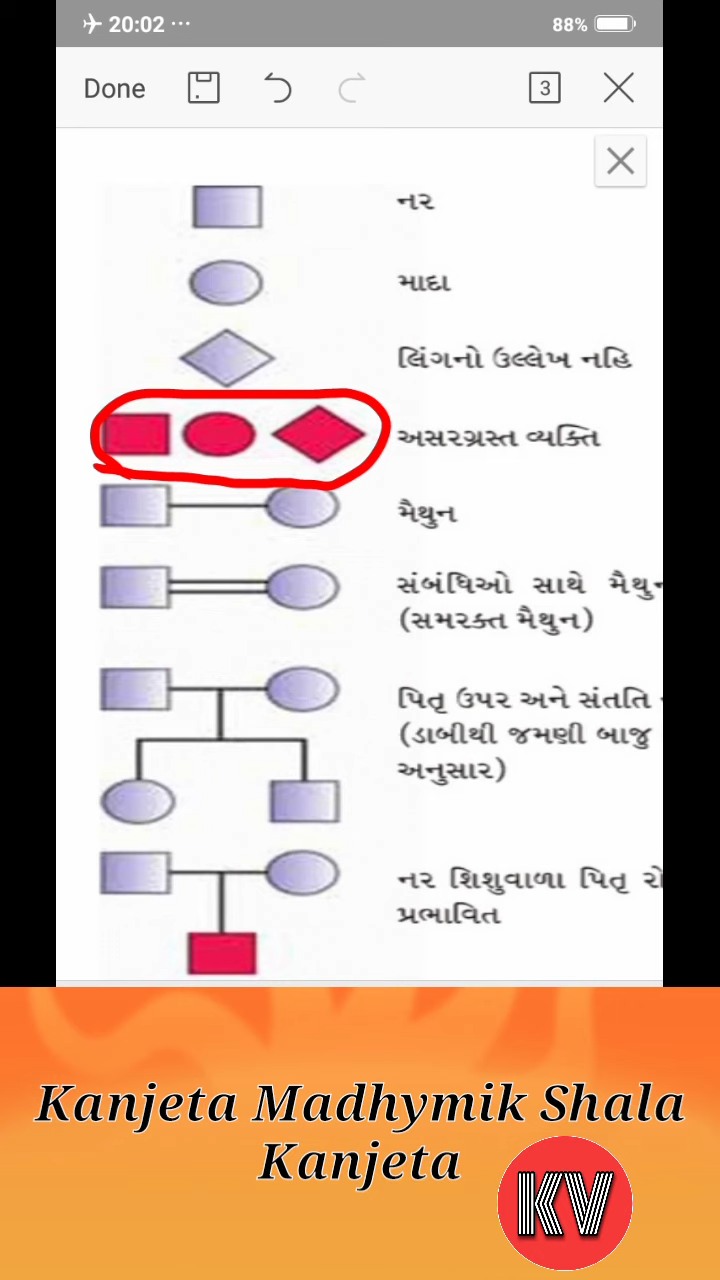 20:02 ···
88%
Done
3
નર
માદા
લિંગનો ઉલ્લેખ નહિ
અસરગ્રસ્ત વ્યક્તિ
મૈથુન
સંબંધિઓ સાથે
(સમરક્ત મૈથુન)
પિતૃ ઉપર અને સંતતિ
(ડાબીથી જમણી બાજુ
અનુસાર)
નર શિશુવાળા પિતૃ
પ્રભાવિત
Kanjeta Madhymik Shala
Kanjeta
KV